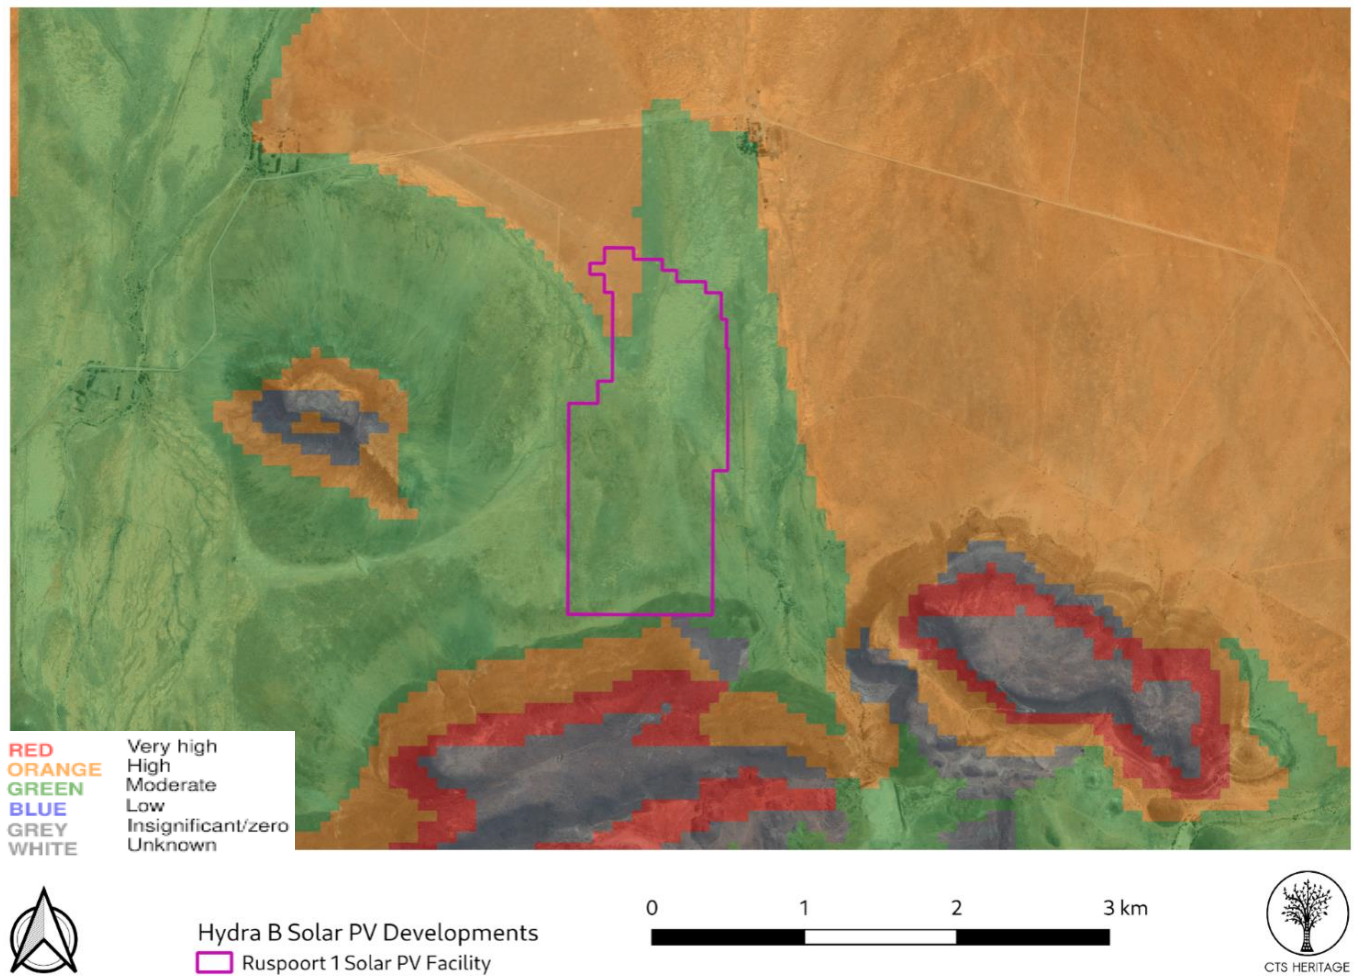 RED Very high
ORANGE High
GREEN Moderate
BLUE Low
GREY Insignificant/zero
WHITE Unknown
Hydra B Solar PV Developments
Ruspoort 1 Solar PV Facility
0 1 2 3 km
CTS HERITAGE